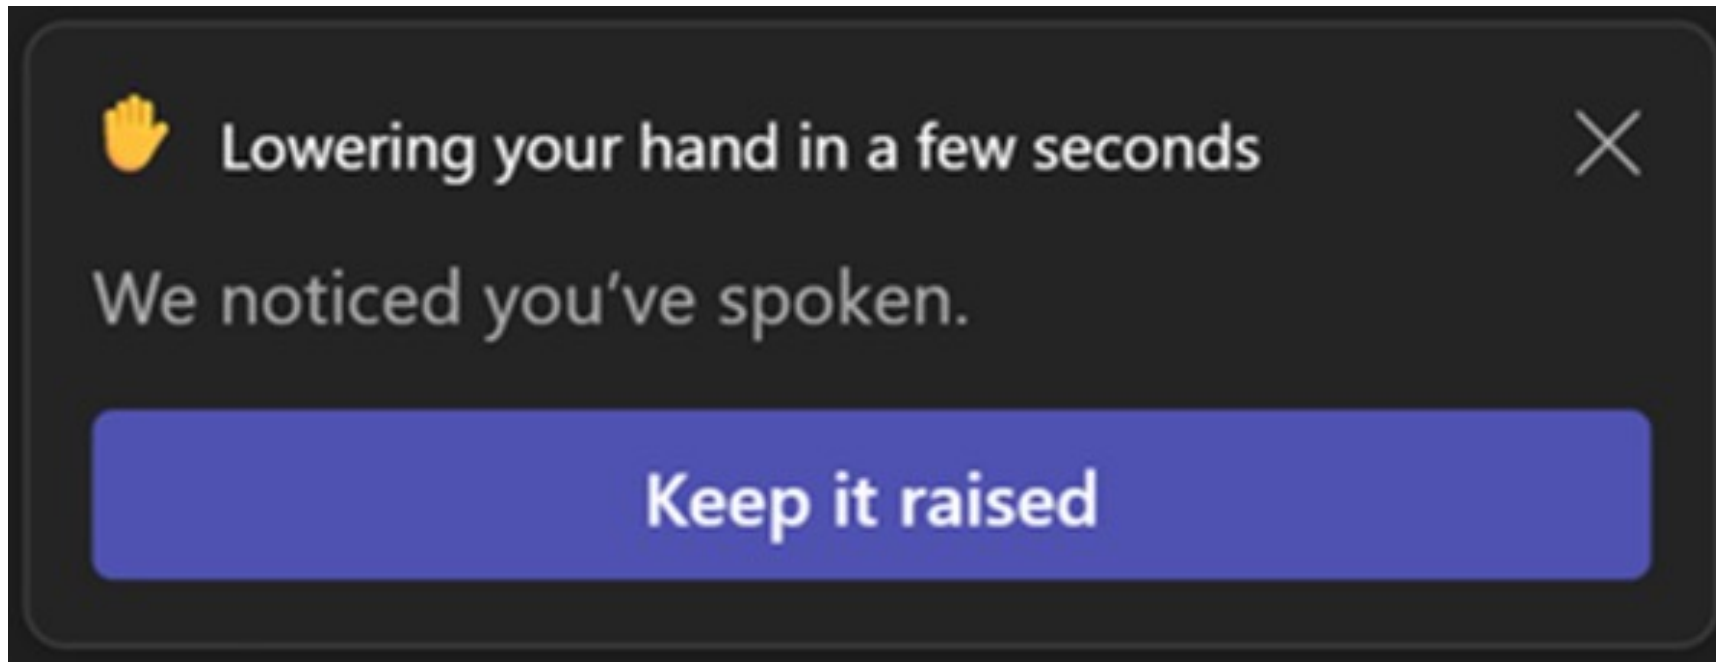 Lowering your hand in a few seconds
We noticed you’ve spoken.
Keep it raised